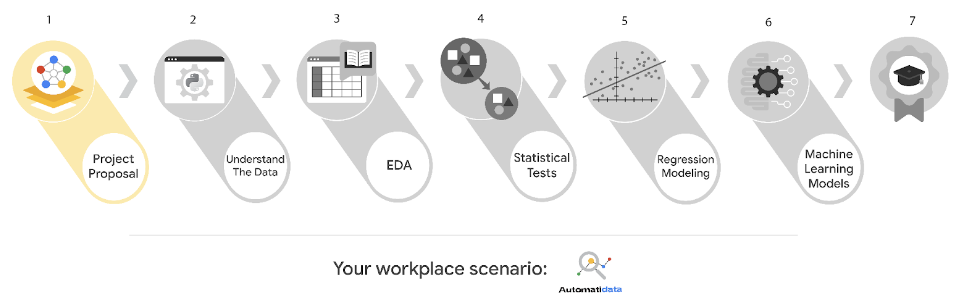 1
2
3
4
5
6
7
Project
Proposal
Understand
The Data
EDA
Statistical
Tests
Regression
Modeling
Machine
Learning
Models
Your workplace scenario:
Automatidata